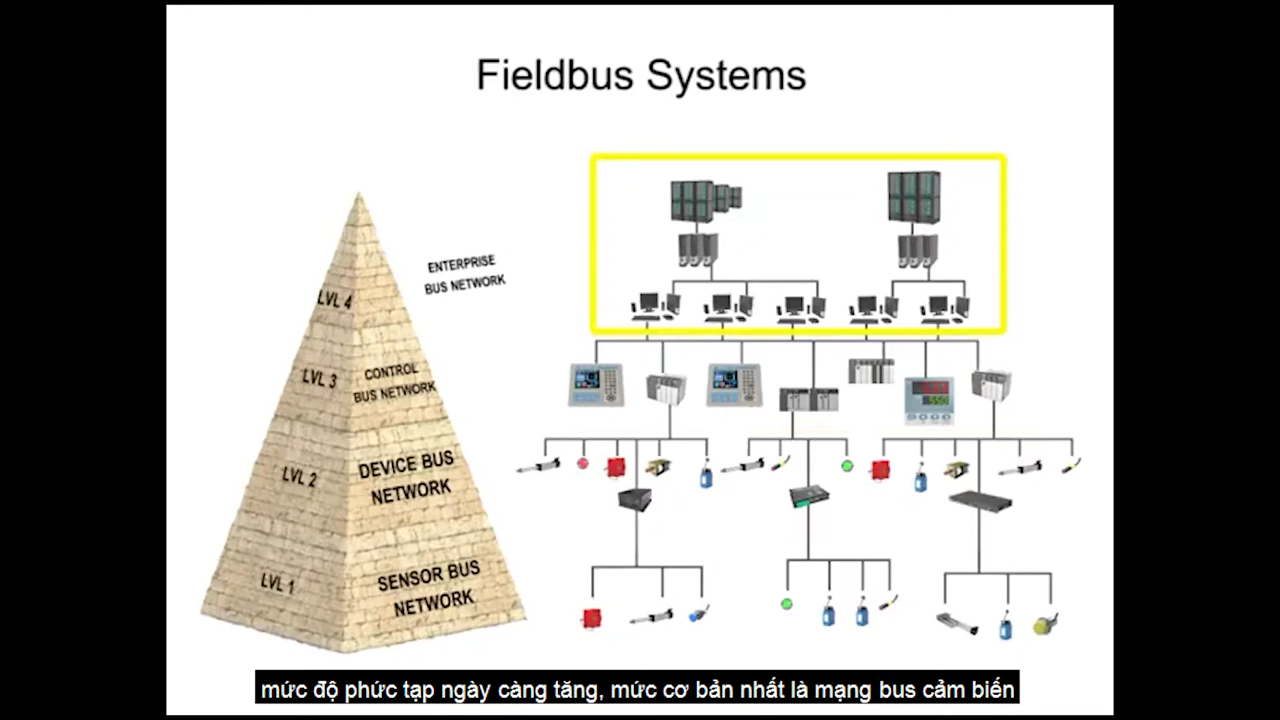 Fieldbus Systems
ENTERPRISE
BUS NETWORK
LVL 4
LVL 3
CONTROL
BUS NETWORK
LVL 2
DEVICE BUS
NETWORK
LVL 1
SENSOR BUS
NETWORK
mức độ phức tạp ngày càng tăng, mức cơ bản nhất là mạng bus cảm biến